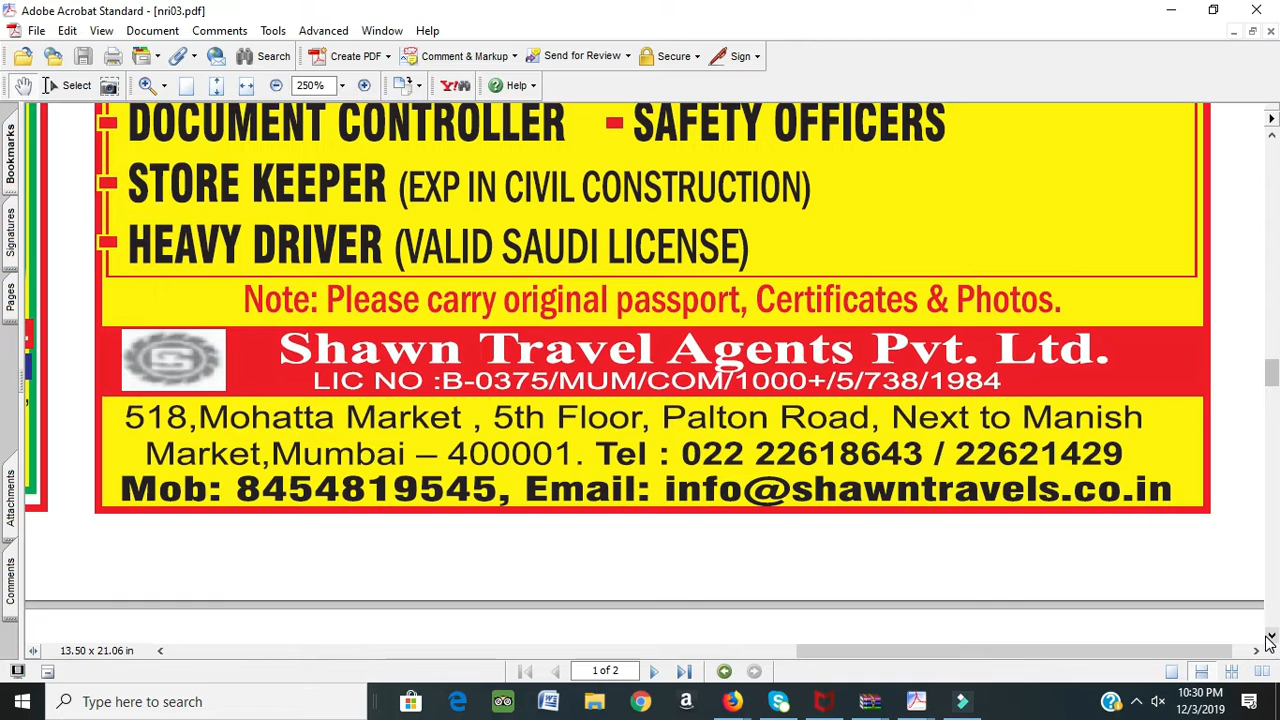 Adobe Acrobat Standard - [nri03.pdf]
File Edit View Document Comments Tools Advanced Window Help
Search Create PDF Comment & Markup Send for Review Secure Sign
Select 250% Y! Help
Bookmarks
Signatures
Pages
Attachments
Comments
DOCUMENT CONTROLLER SAFETY OFFICERS
STORE KEEPER (EXP IN CIVIL CONSTRUCTION)
HEAVY DRIVER (VALID SAUDI LICENSE)
Note: Please carry original passport, Certificates & Photos.
Shawn Travel Agents Pvt. Ltd.
LIC NO :B-0375/MUM/COM/1000+/5/738/1984
518,Mohatta Market , 5th Floor, Palton Road, Next to Manish
Market,Mumbai – 400001. Tel : 022 22618643 / 22621429
Mob: 8454819545, Email: info@shawntravels.co.in
13.50 x 21.06 in
1 of 2
Type here to search
10:30 PM
12/3/2019